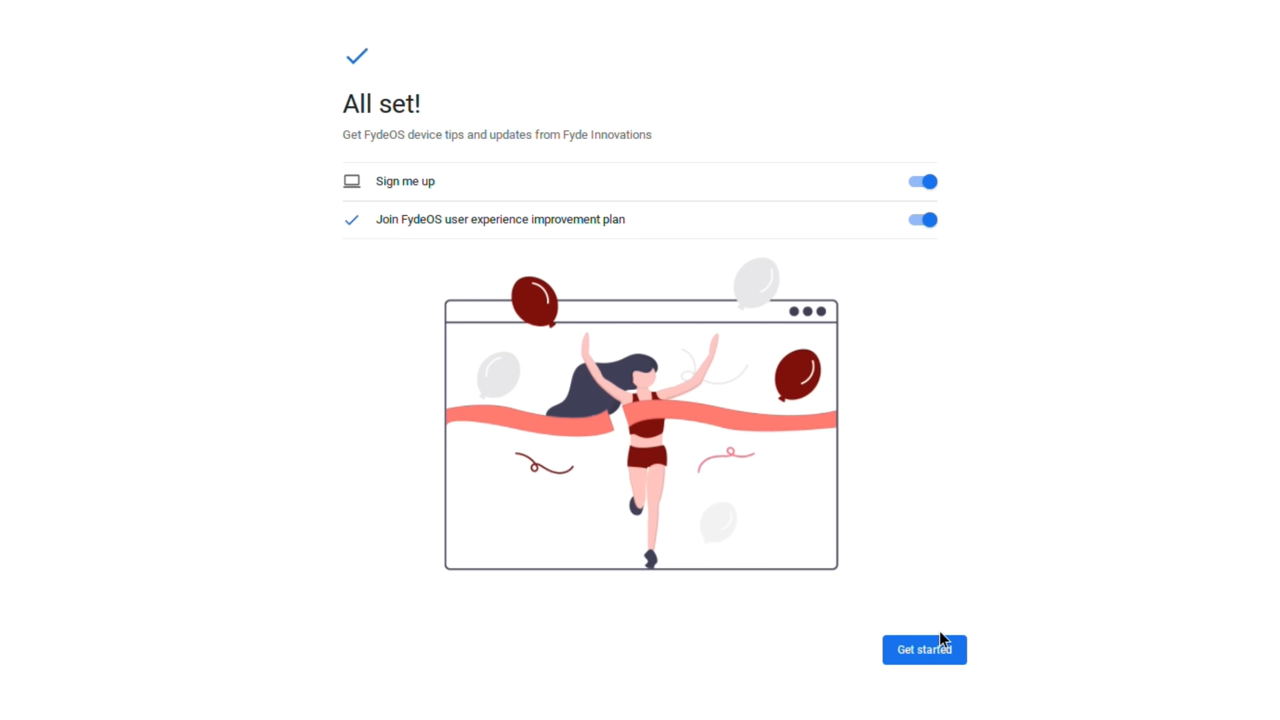 All set!
Get FydeOS device tips and updates from Fyde Innovations
Sign me up
Join FydeOS user experience improvement plan
Get started